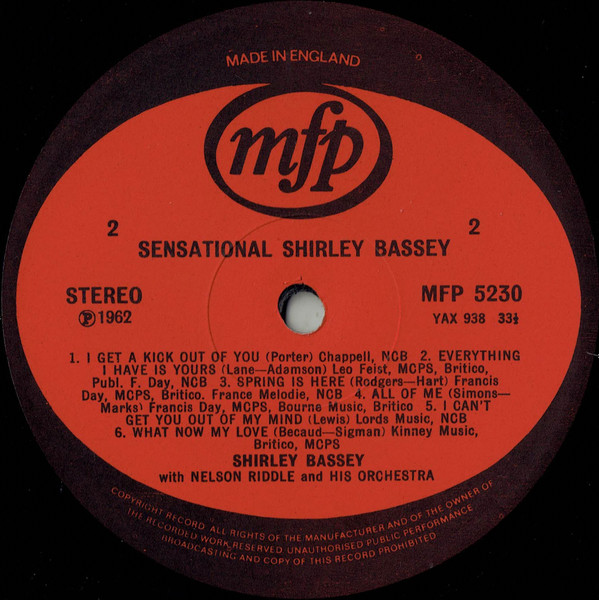 MADE IN ENGLAND
mfp
2 2
SENSATIONAL SHIRLEY BASSEY
STEREO MFP 5230
Ⓟ1962 YAX 938 33⅓
1. I GET A KICK OUT OF YOU (Porter) Chappell, NCB 2. EVERYTHING
I HAVE IS YOURS (Lane—Adamson) Leo Feist, MCPS, Britico,
Publ. F. Day, NCB 3. SPRING IS HERE (Rodgers—Hart) Francis
Day, MCPS, Britico. France Melodie, NCB 4. ALL OF ME (Simons—
Marks) Francis Day, MCPS, Bourne Music, Britico 5. I CAN'T
GET YOU OUT OF MY MIND (Lewis) Lords Music, NCB
6. WHAT NOW MY LOVE (Becaud—Sigman) Kinney Music,
Britico, MCPS
SHIRLEY BASSEY
with NELSON RIDDLE and HIS ORCHESTRA
COPYRIGHT RECORD. ALL RIGHTS OF THE MANUFACTURER AND OF THE OWNER OF
THE RECORDED WORK RESERVED. UNAUTHORISED PUBLIC PERFORMANCE
BROADCASTING AND COPY OF THIS RECORD PROHIBITED